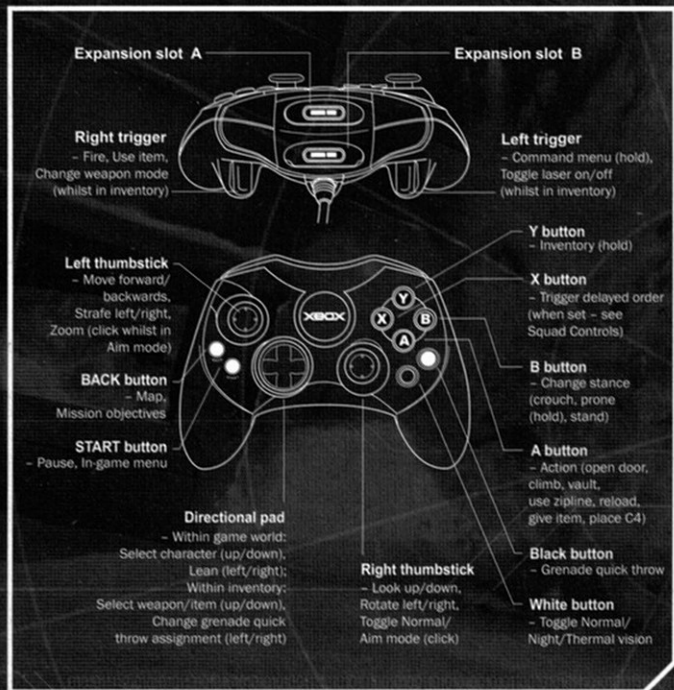 Expansion slot A
Expansion slot B
Right trigger
– Fire, Use item,
Change weapon mode
(whilst in inventory)
Left trigger
– Command menu (hold),
Toggle laser on/off
(whilst in inventory)
Left thumbstick
– Move forward/
backwards,
Strafe left/right,
Zoom (click whilst in
Aim mode)
BACK button
– Map,
Mission objectives
START button
– Pause, In-game menu
XBOX
Y
X
B
A
Y button
– Inventory (hold)
X button
– Trigger delayed order
(when set – see
Squad Controls)
B button
– Change stance
(crouch, prone
(hold), stand)
A button
– Action (open door,
climb, vault,
use zipline, reload,
give item, place C4)
Black button
– Grenade quick throw
White button
– Toggle Normal/
Night/Thermal vision
Directional pad
– Within game world:
Select character (up/down),
Lean (left/right);
Within inventory:
Select weapon/item (up/down),
Change grenade quick
throw assignment (left/right)
Right thumbstick
– Look up/down,
Rotate left/right,
Toggle Normal/
Aim mode (click)